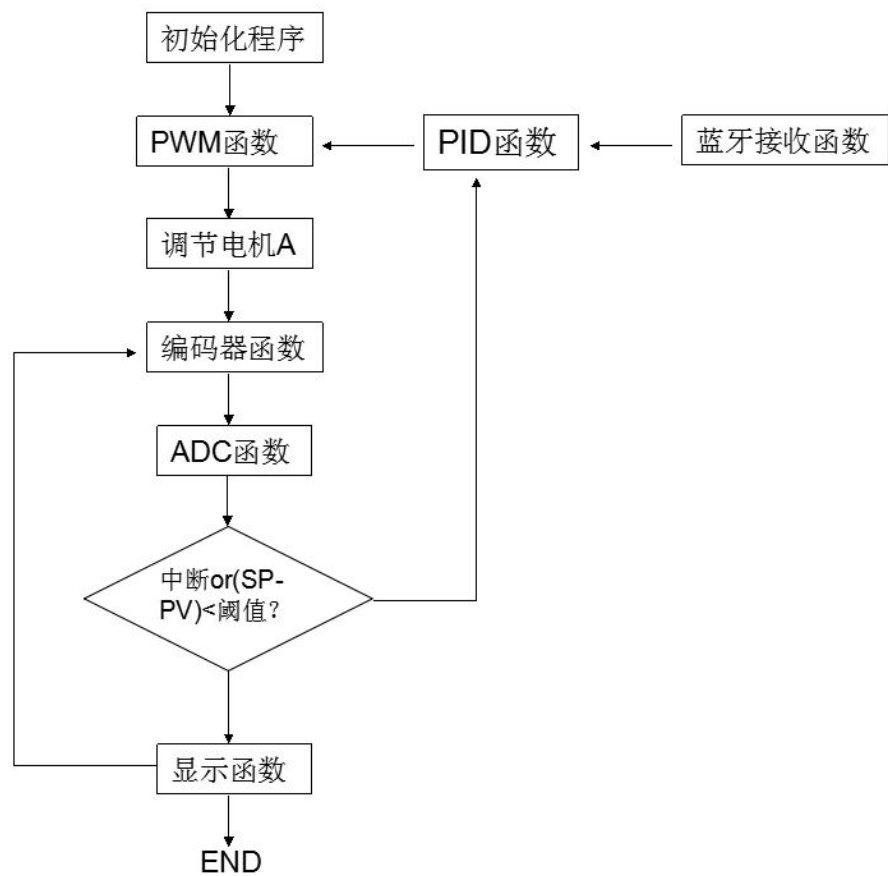 初始化程序
PWM函数
PID函数
蓝牙接收函数
调节电机A
编码器函数
ADC函数
中断or(SP-
PV)<阈值？
显示函数
END